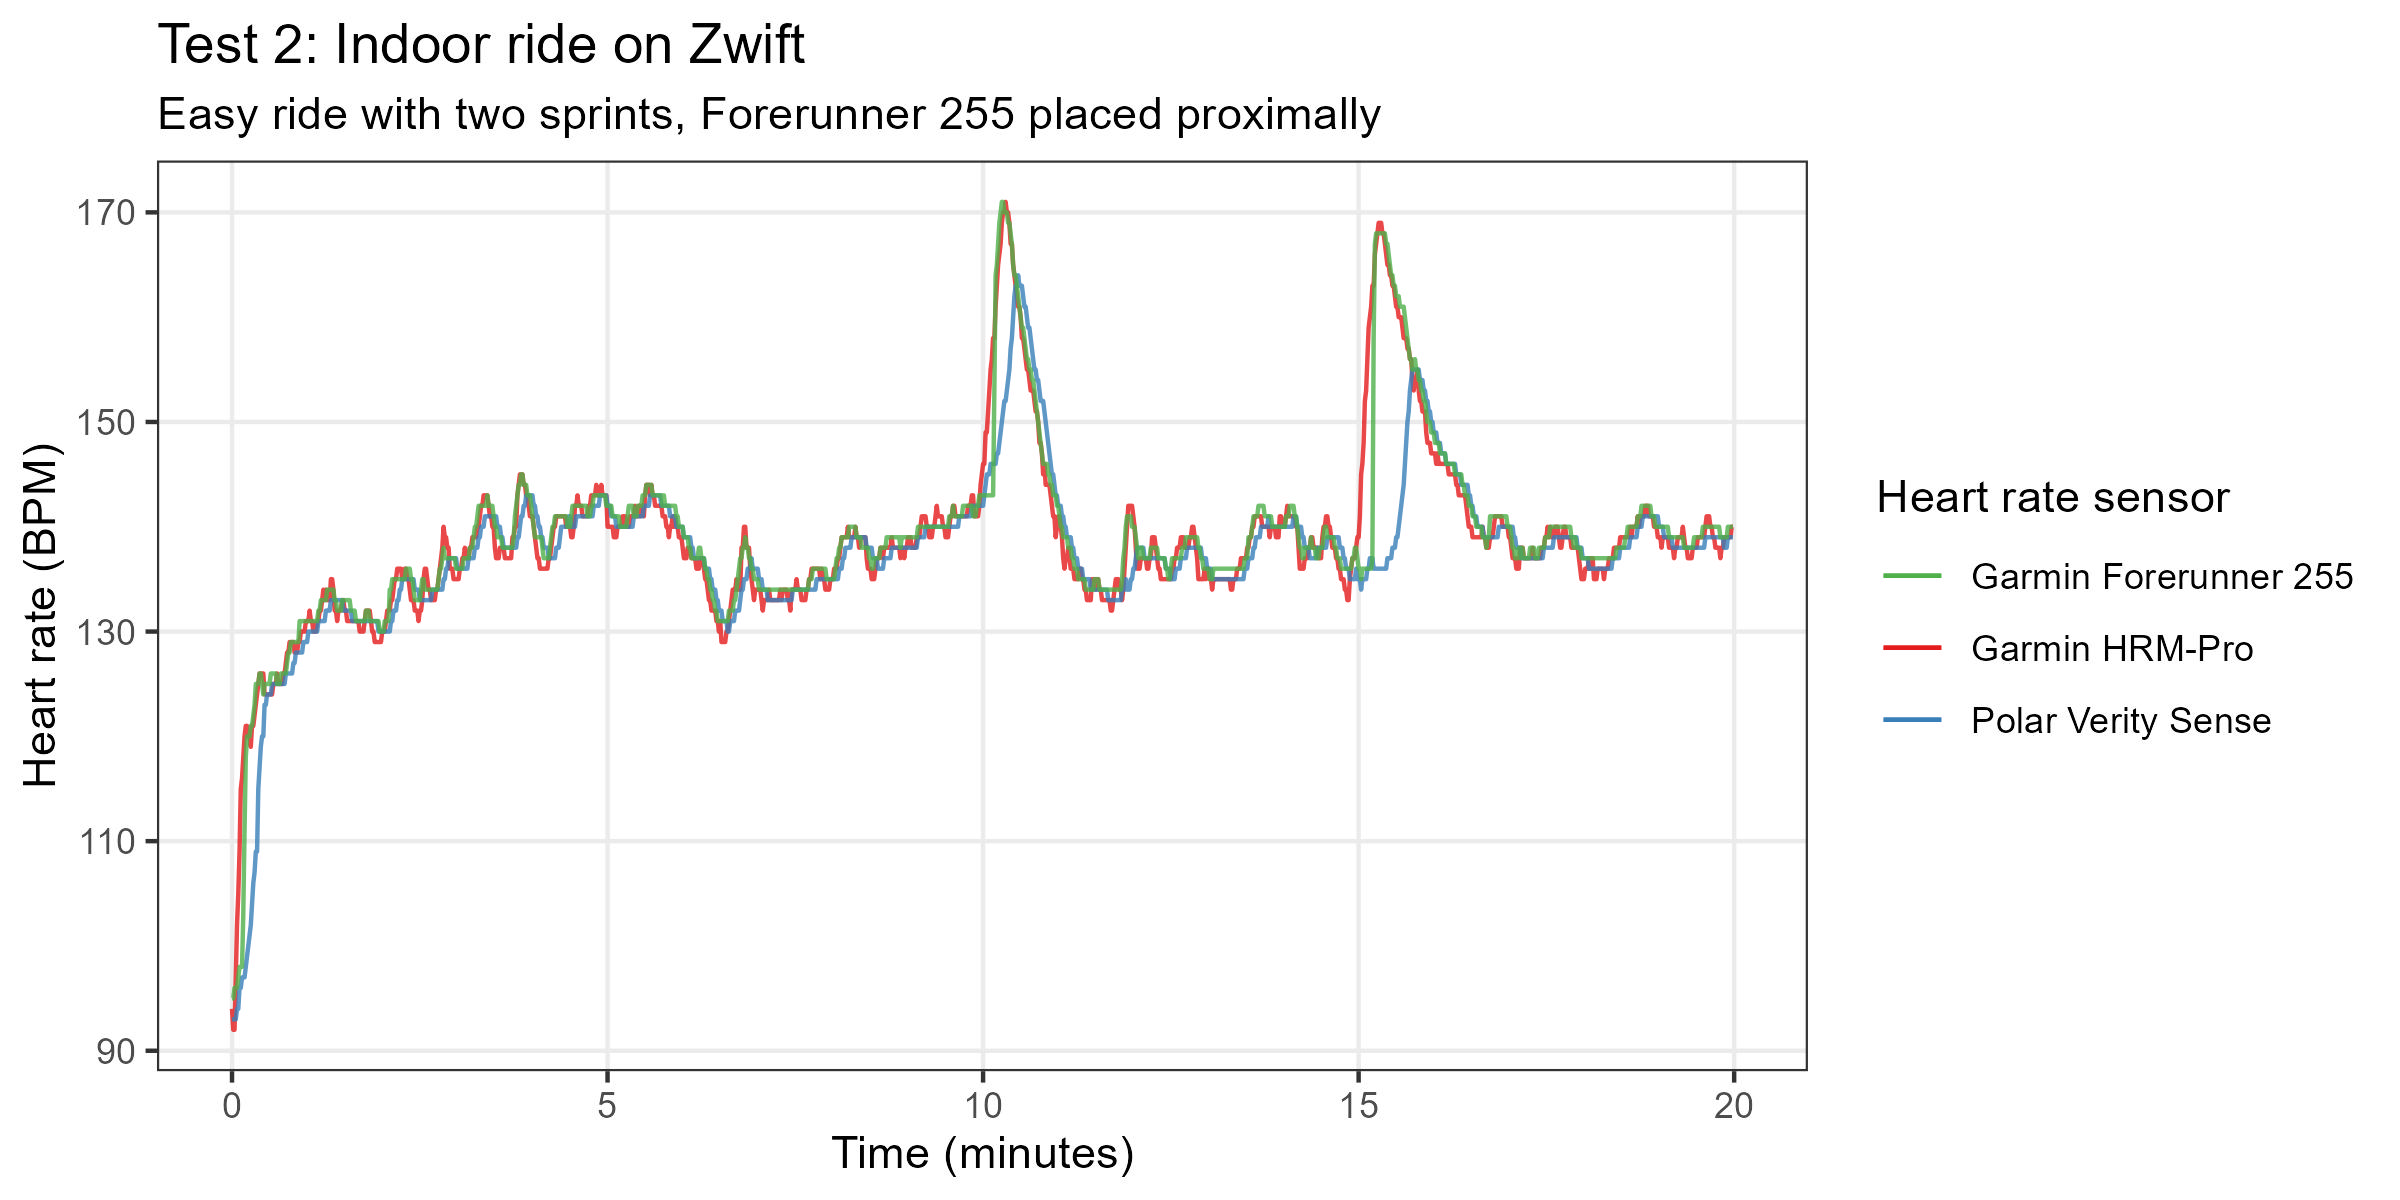 Test 2: Indoor ride on Zwift
Easy ride with two sprints, Forerunner 255 placed proximally
Heart rate (BPM)
170
150
130
110
90
0 5 10 15 20
Time (minutes)
Heart rate sensor
Garmin Forerunner 255
Garmin HRM-Pro
Polar Verity Sense